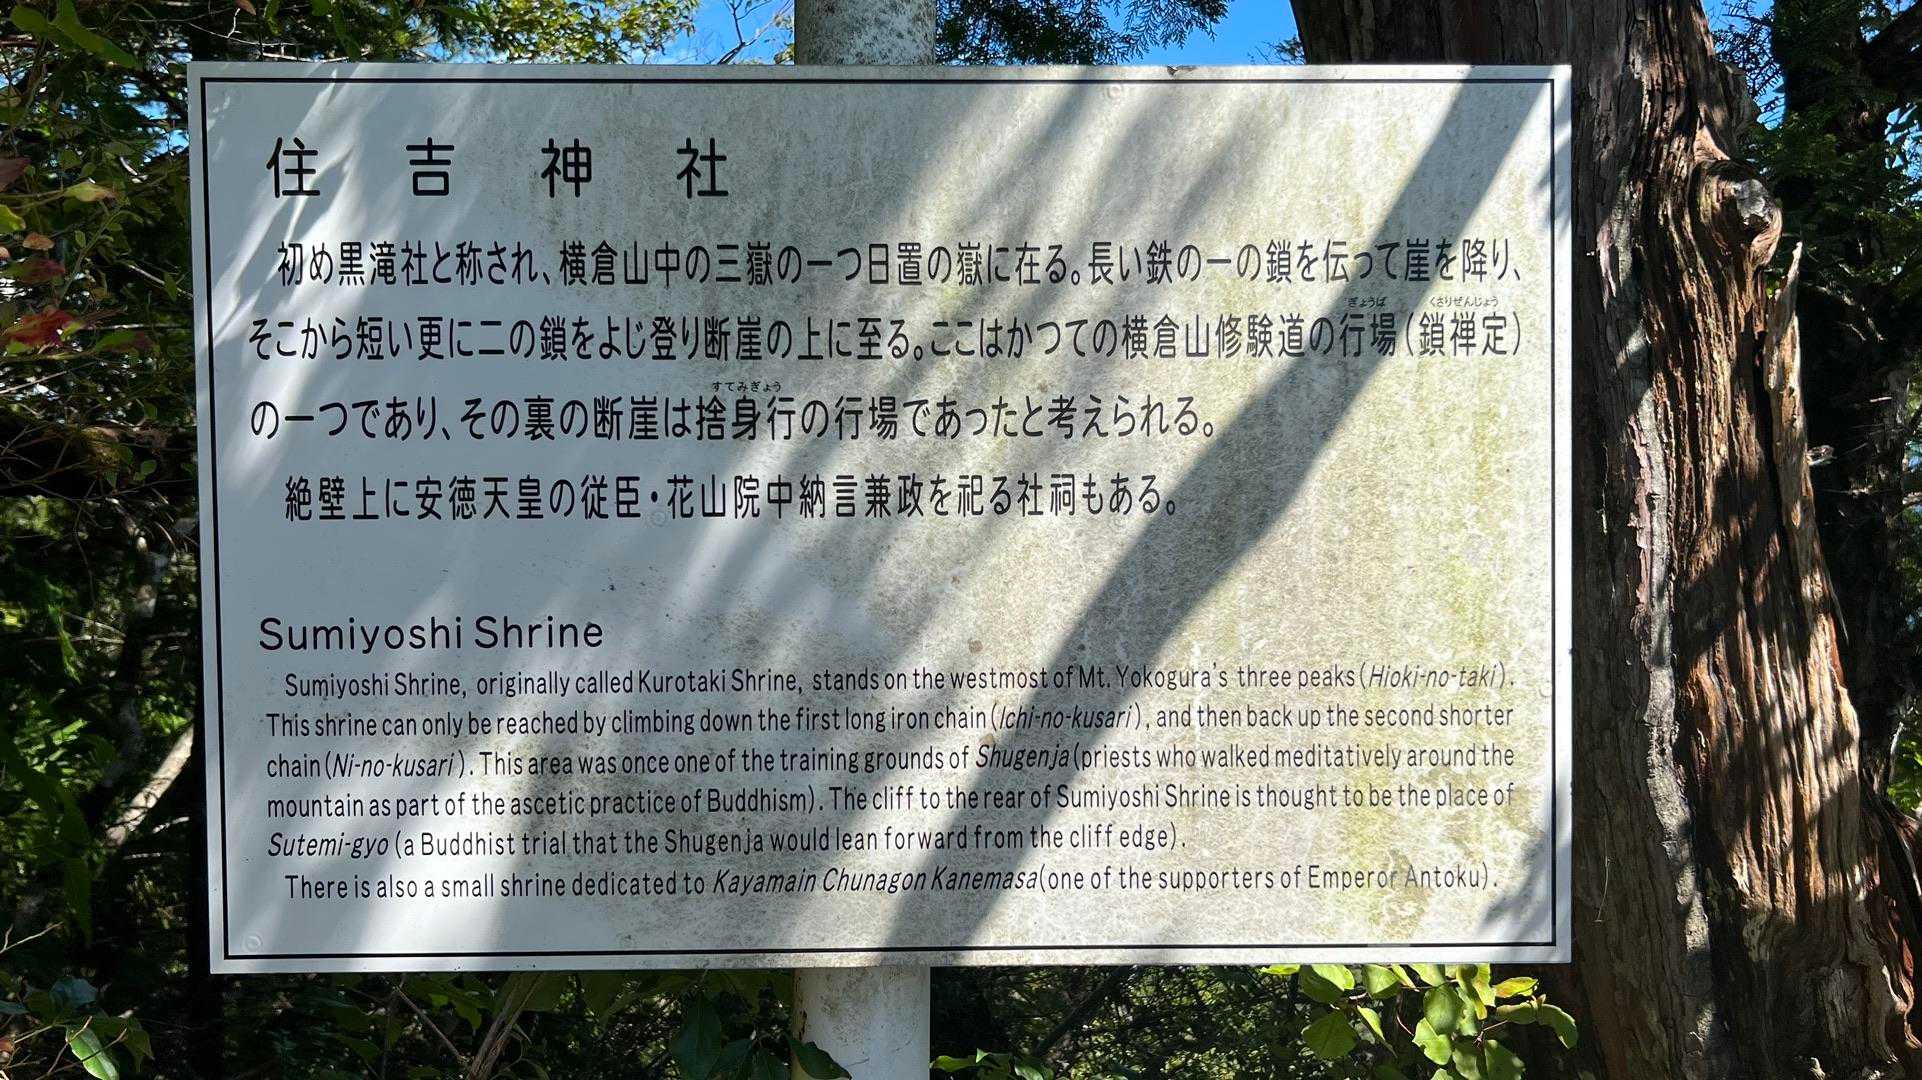 住吉神社
初め黒滝社と称され、横倉山中の三嶽の一つ日置の嶽に在る。長い鉄の一の鎖を伝って崖を降り、
ぎょうば くさりぜんじょう
そこから短い更に二の鎖をよじ登り断崖の上に至る。ここはかつての横倉山修験道の行場(鎖禅定)
すてみぎょう
の一つであり、その裏の断崖は捨身行の行場であったと考えられる。
絶壁上に安徳天皇の従臣・花山院中納言兼政を祀る社祠もある。
Sumiyoshi Shrine
Sumiyoshi Shrine, originally called Kurotaki Shrine, stands on the westmost of Mt. Yokogura's three peaks (Hioki-no-taki).
This shrine can only be reached by climbing down the first long iron chain (Ichi-no-kusari), and then back up the second shorter
chain (Ni-no-kusari). This area was once one of the training grounds of Shugenja (priests who walked meditatively around the
mountain as part of the ascetic practice of Buddhism). The cliff to the rear of Sumiyoshi Shrine is thought to be the place of
Sutemi-gyo (a Buddhist trial that the Shugenja would lean forward from the cliff edge).
There is also a small shrine dedicated to Kayamain Chunagon Kanemasa (one of the supporters of Emperor Antoku).